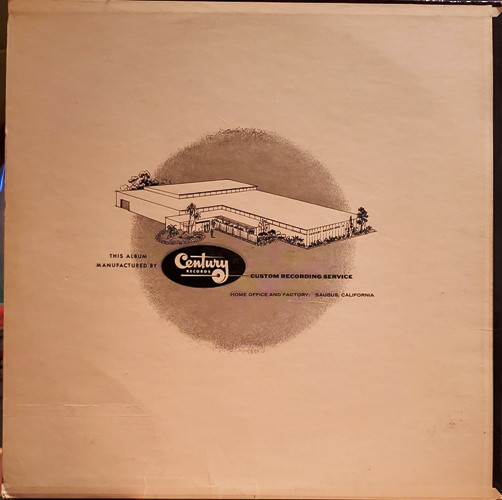 THIS ALBUM
MANUFACTURED BY
Century
RECORDS
CUSTOM RECORDING SERVICE
HOME OFFICE AND FACTORY: SAUGUS, CALIFORNIA